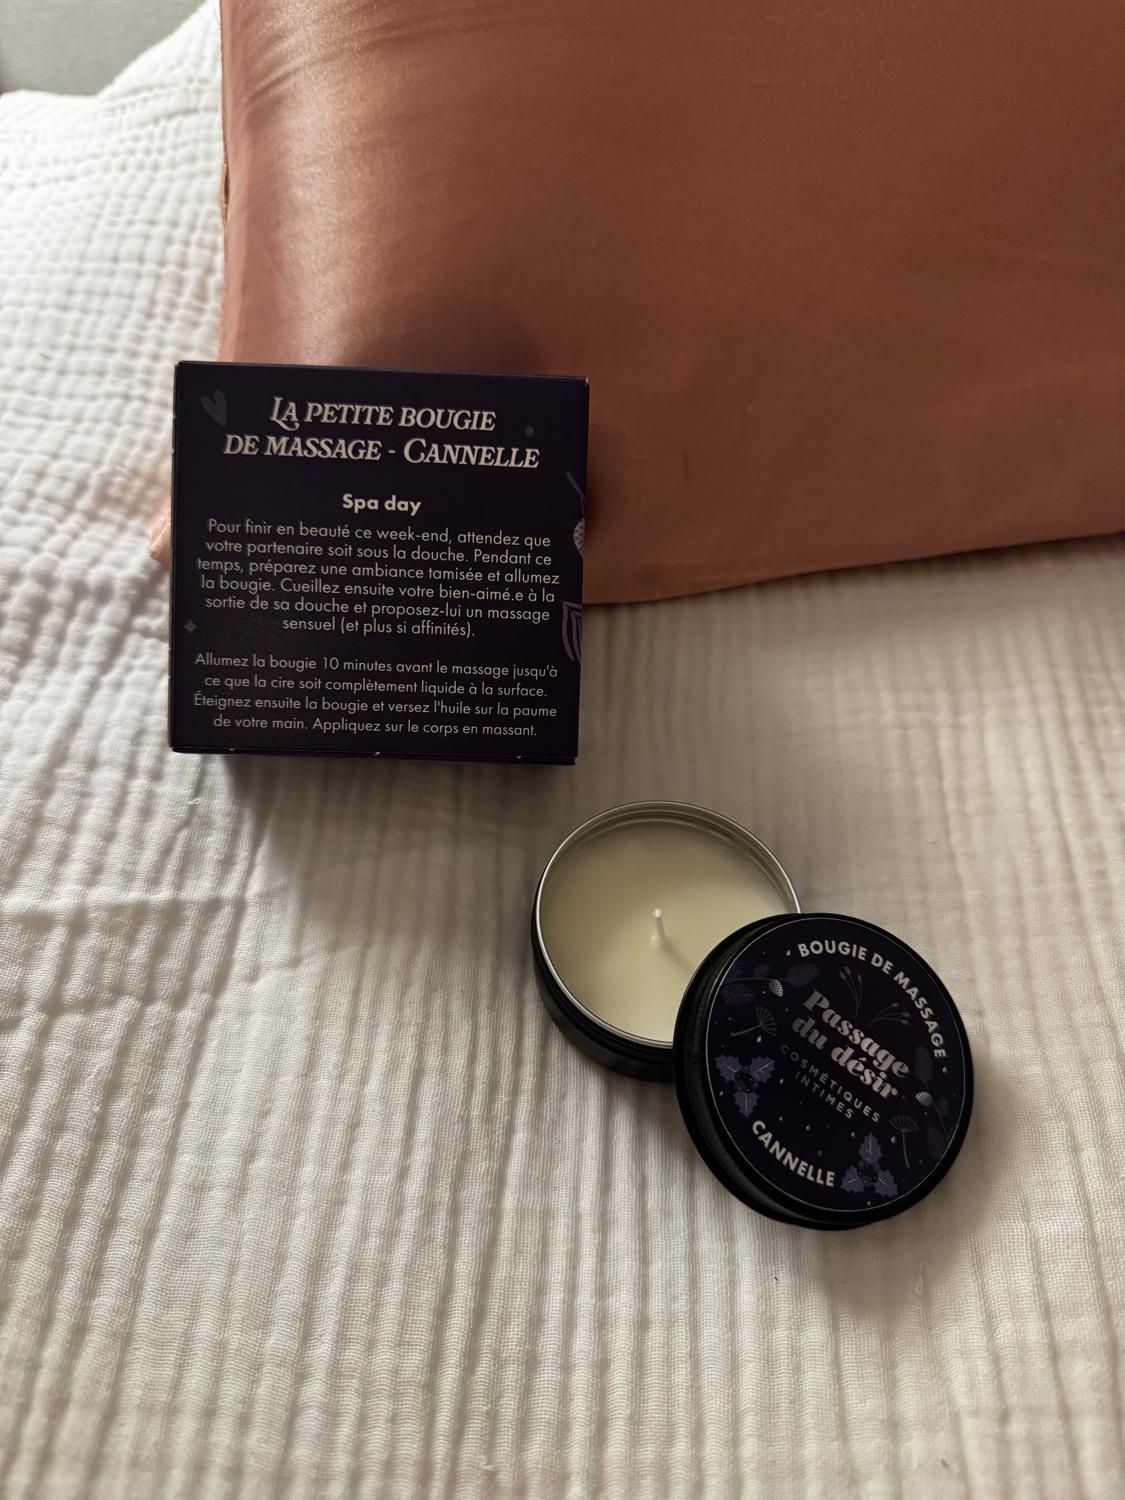 LA PETITE BOUGIE
DE MASSAGE - CANNELLE
Spa day
Pour finir en beauté ce week-end, attendez que
votre partenaire soit sous la douche. Pendant ce
temps, préparez une ambiance tamisée et allumez
la bougie. Cueillez ensuite votre bien-aimé.e à la
sortie de sa douche et proposez-lui un massage
sensuel (et plus si affinités).
Allumez la bougie 10 minutes avant le massage jusqu'à
ce que la cire soit complètement liquide à la surface.
Éteignez ensuite la bougie et versez l'huile sur la paume
de votre main. Appliquez sur le corps en massant.
BOUGIE DE MASSAGE
Passage
du désir
COSMÉTIQUES
INTIMES
CANNELLE